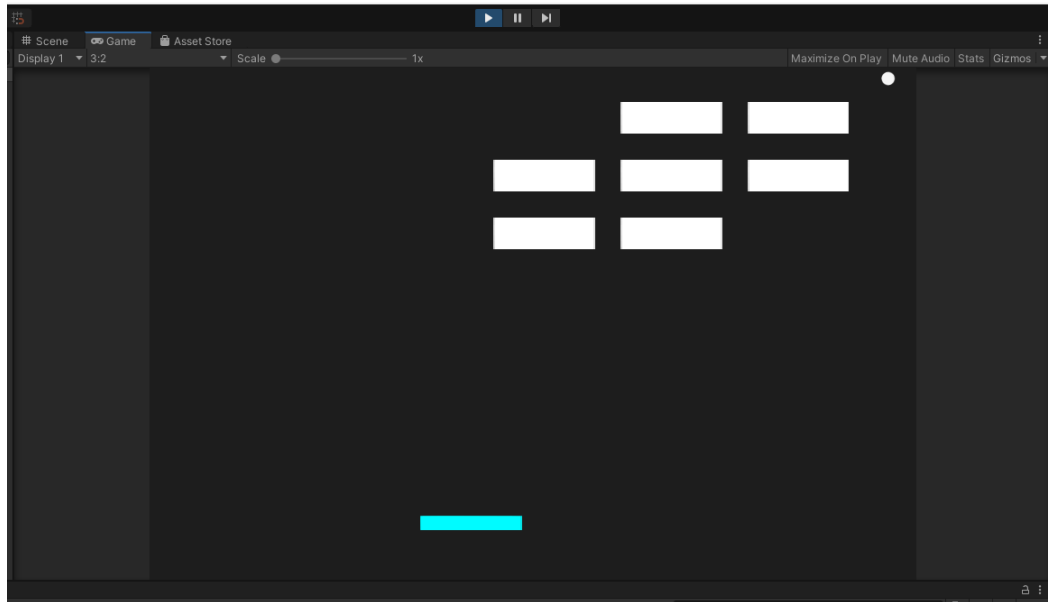 Scene Game Asset Store
Display 1 3:2 Scale 1x Maximize On Play Mute Audio Stats Gizmos